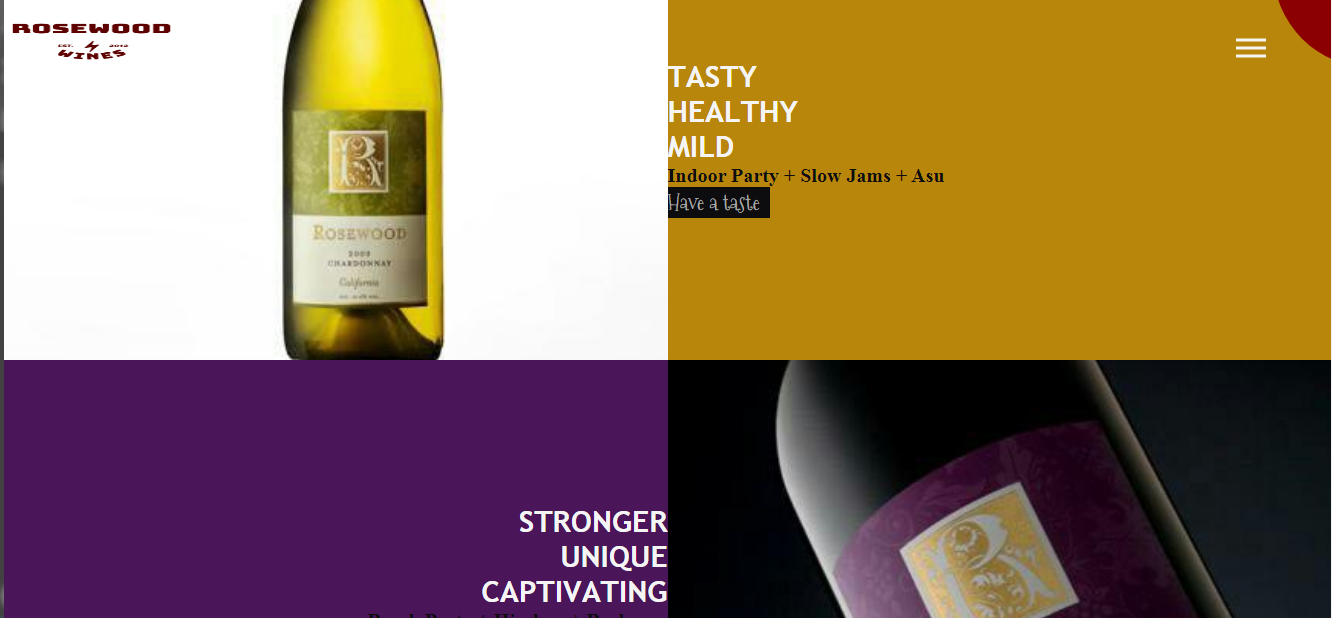 ROSEWOOD
EST. 2012
WINES
TASTY
HEALTHY
MILD
Indoor Party + Slow Jams + Asu
Have a taste
R
ROSEWOOD
2009
CHARDONNAY
California
STRONGER
UNIQUE
CAPTIVATING
R